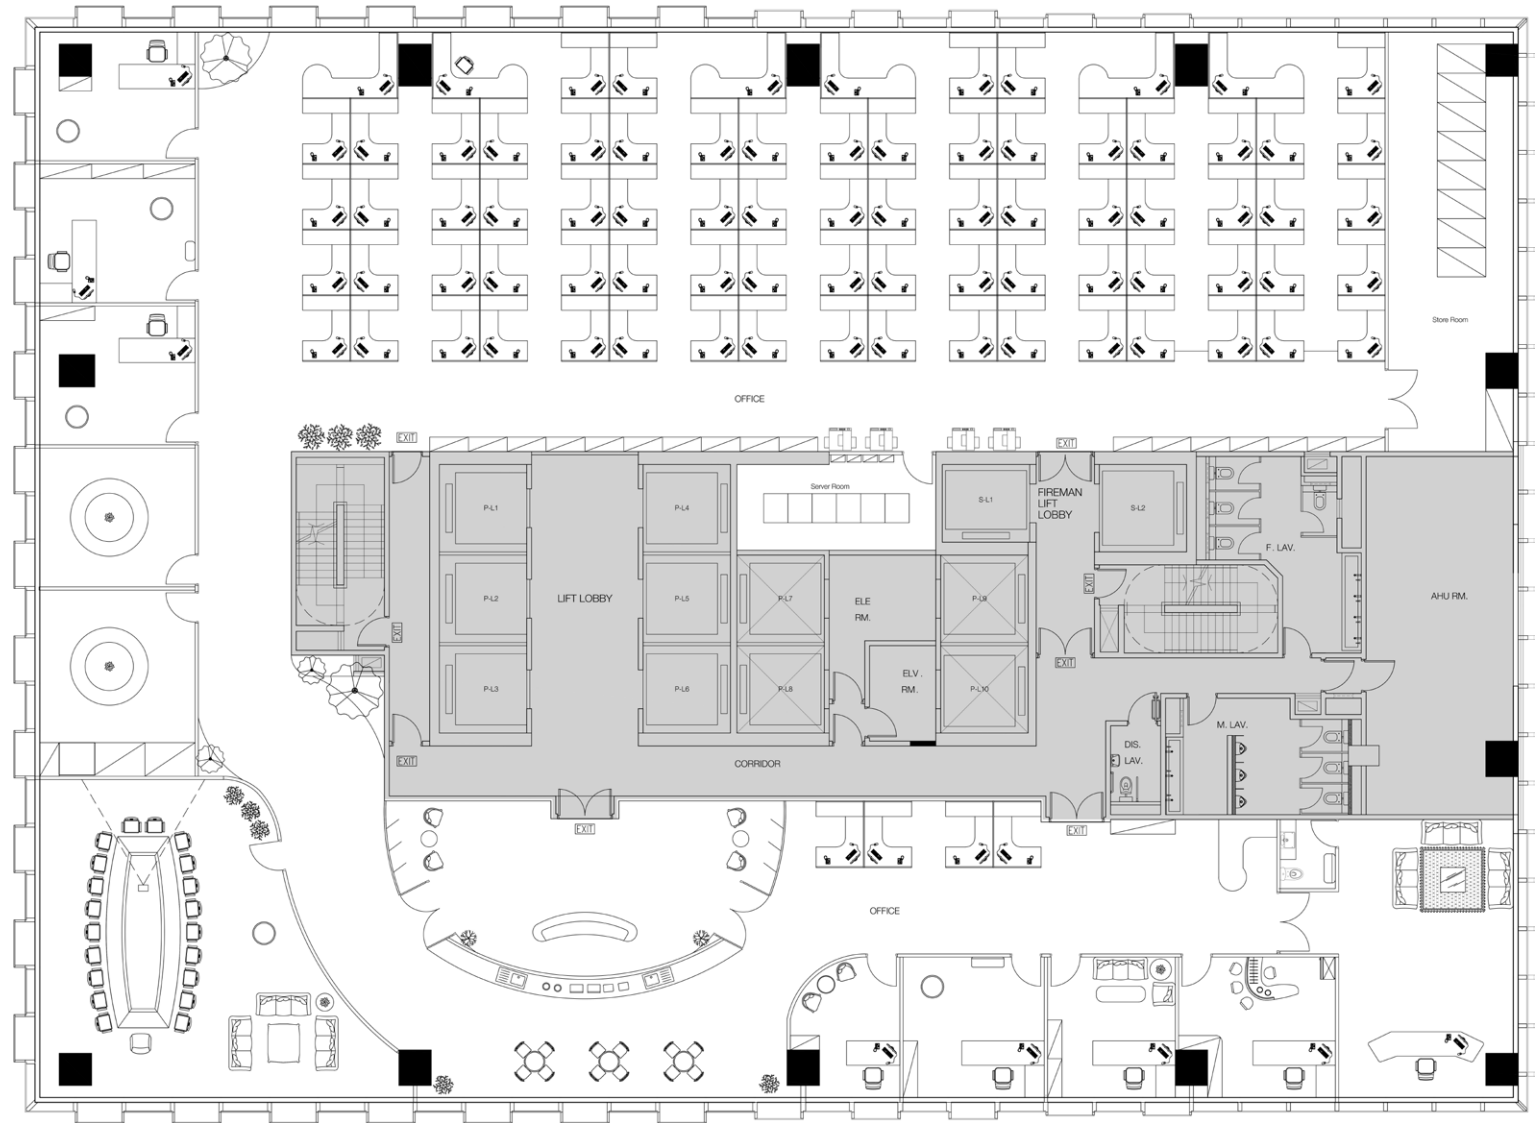 Store Room
OFFICE
EXIT
EXIT
Server Room
P-L1
P-L4
S-L1
FIREMAN
LIFT
LOBBY
S-L2
F. LAV.
EXIT
P-L2
LIFT LOBBY
P-L5
P-L7
ELE
RM.
P-L9
AHU RM.
EXIT
EXIT
P-L3
P-L6
P-L8
ELV .
RM.
P-L10
M. LAV.
DIS.
LAV.
EXIT
CORRIDOR
EXIT
EXIT
OFFICE